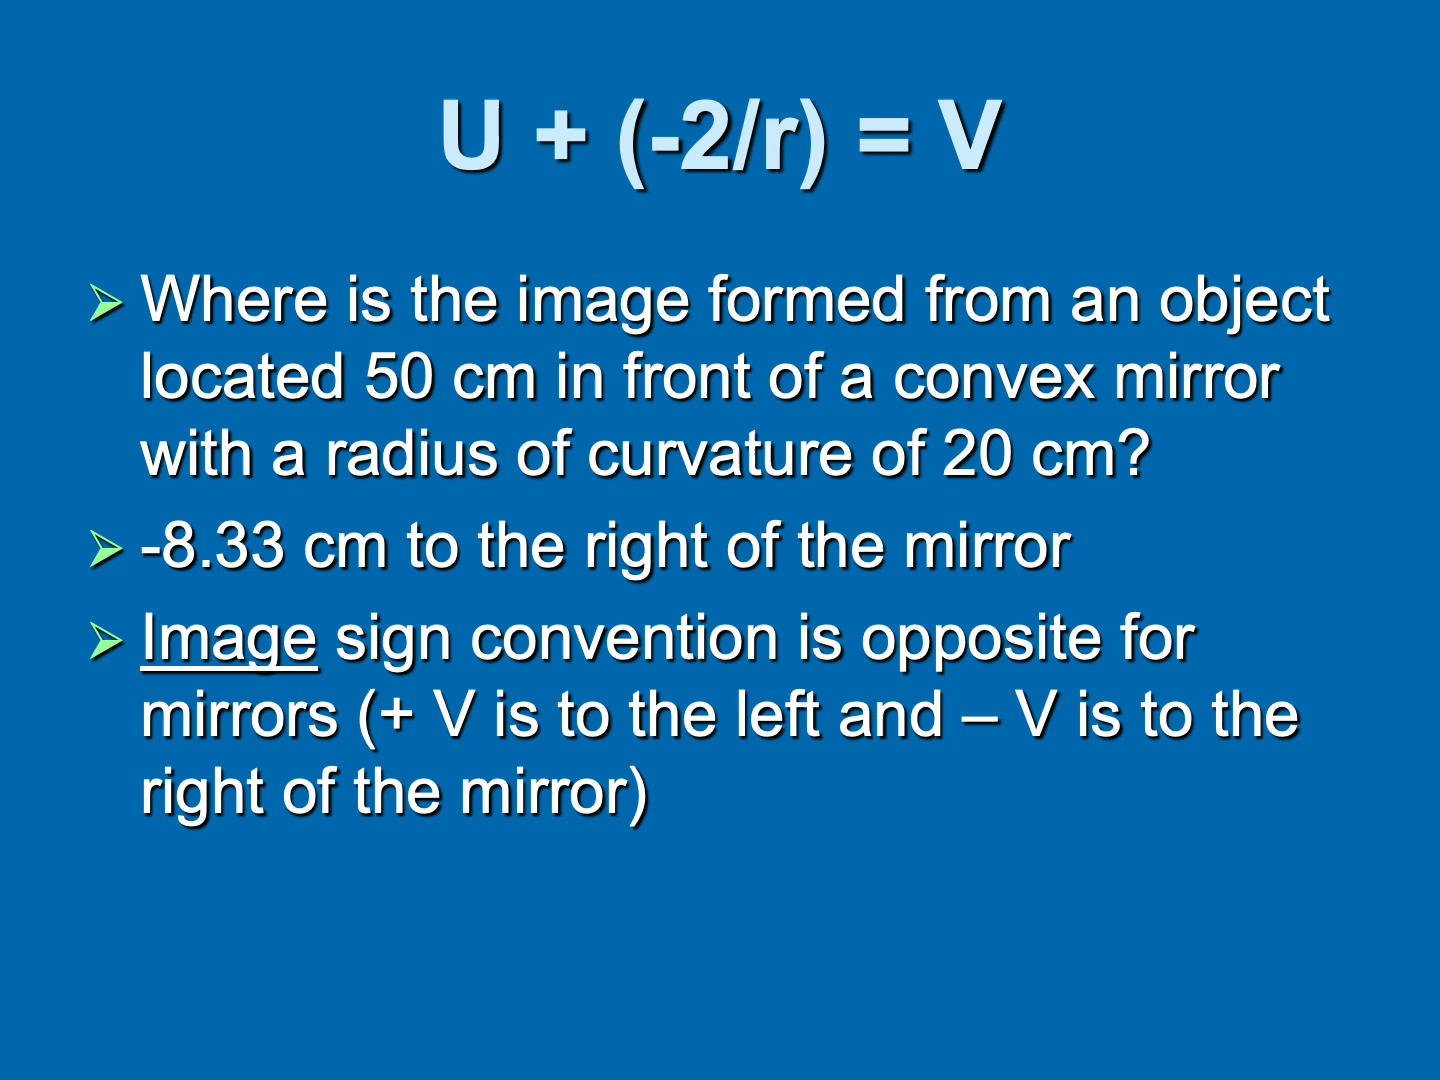 U + (-2/r) = V
Where is the image formed from an object
located 50 cm in front of a convex mirror
with a radius of curvature of 20 cm?
-8.33 cm to the right of the mirror
Image sign convention is opposite for
mirrors (+ V is to the left and – V is to the
right of the mirror)